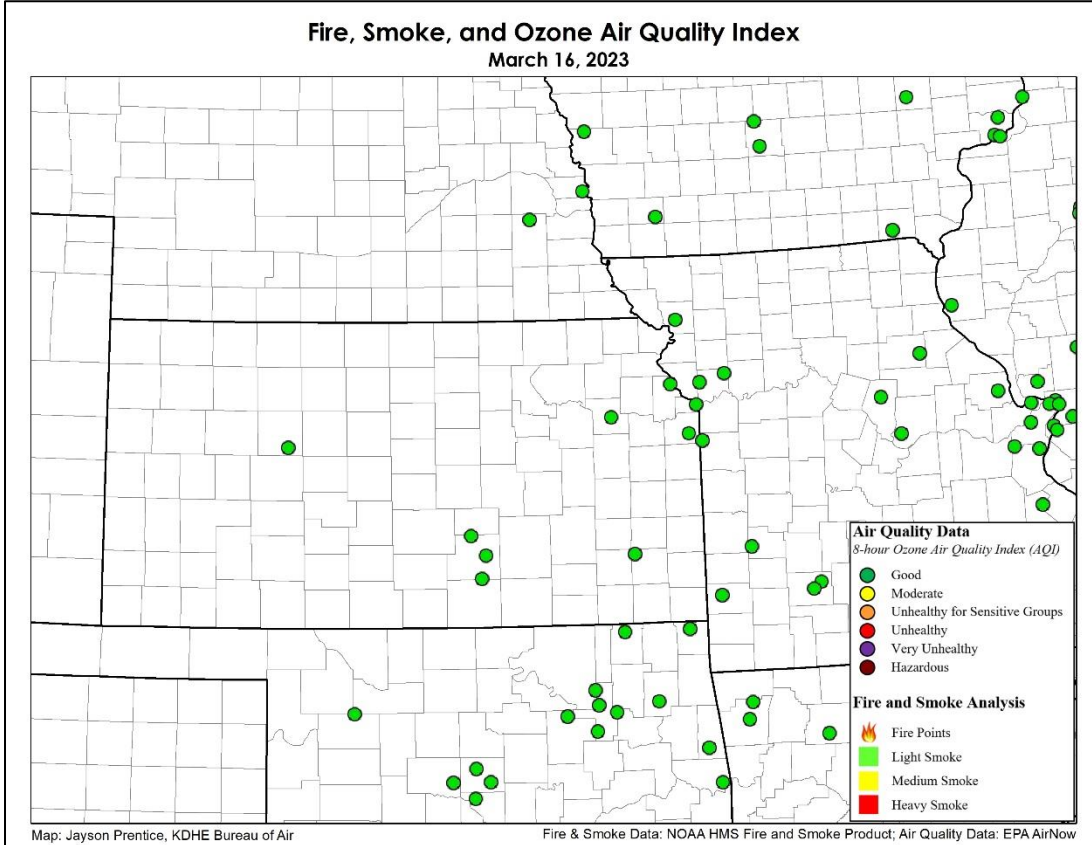 Fire, Smoke, and Ozone Air Quality Index
March 16, 2023
Air Quality Data
8-hour Ozone Air Quality Index (AQI)
Good
Moderate
Unhealthy for Sensitive Groups
Unhealthy
Very Unhealthy
Hazardous
Fire and Smoke Analysis
Fire Points
Light Smoke
Medium Smoke
Heavy Smoke
Map: Jayson Prentice, KDHE Bureau of Air
Fire & Smoke Data: NOAA HMS Fire and Smoke Product; Air Quality Data: EPA AirNow